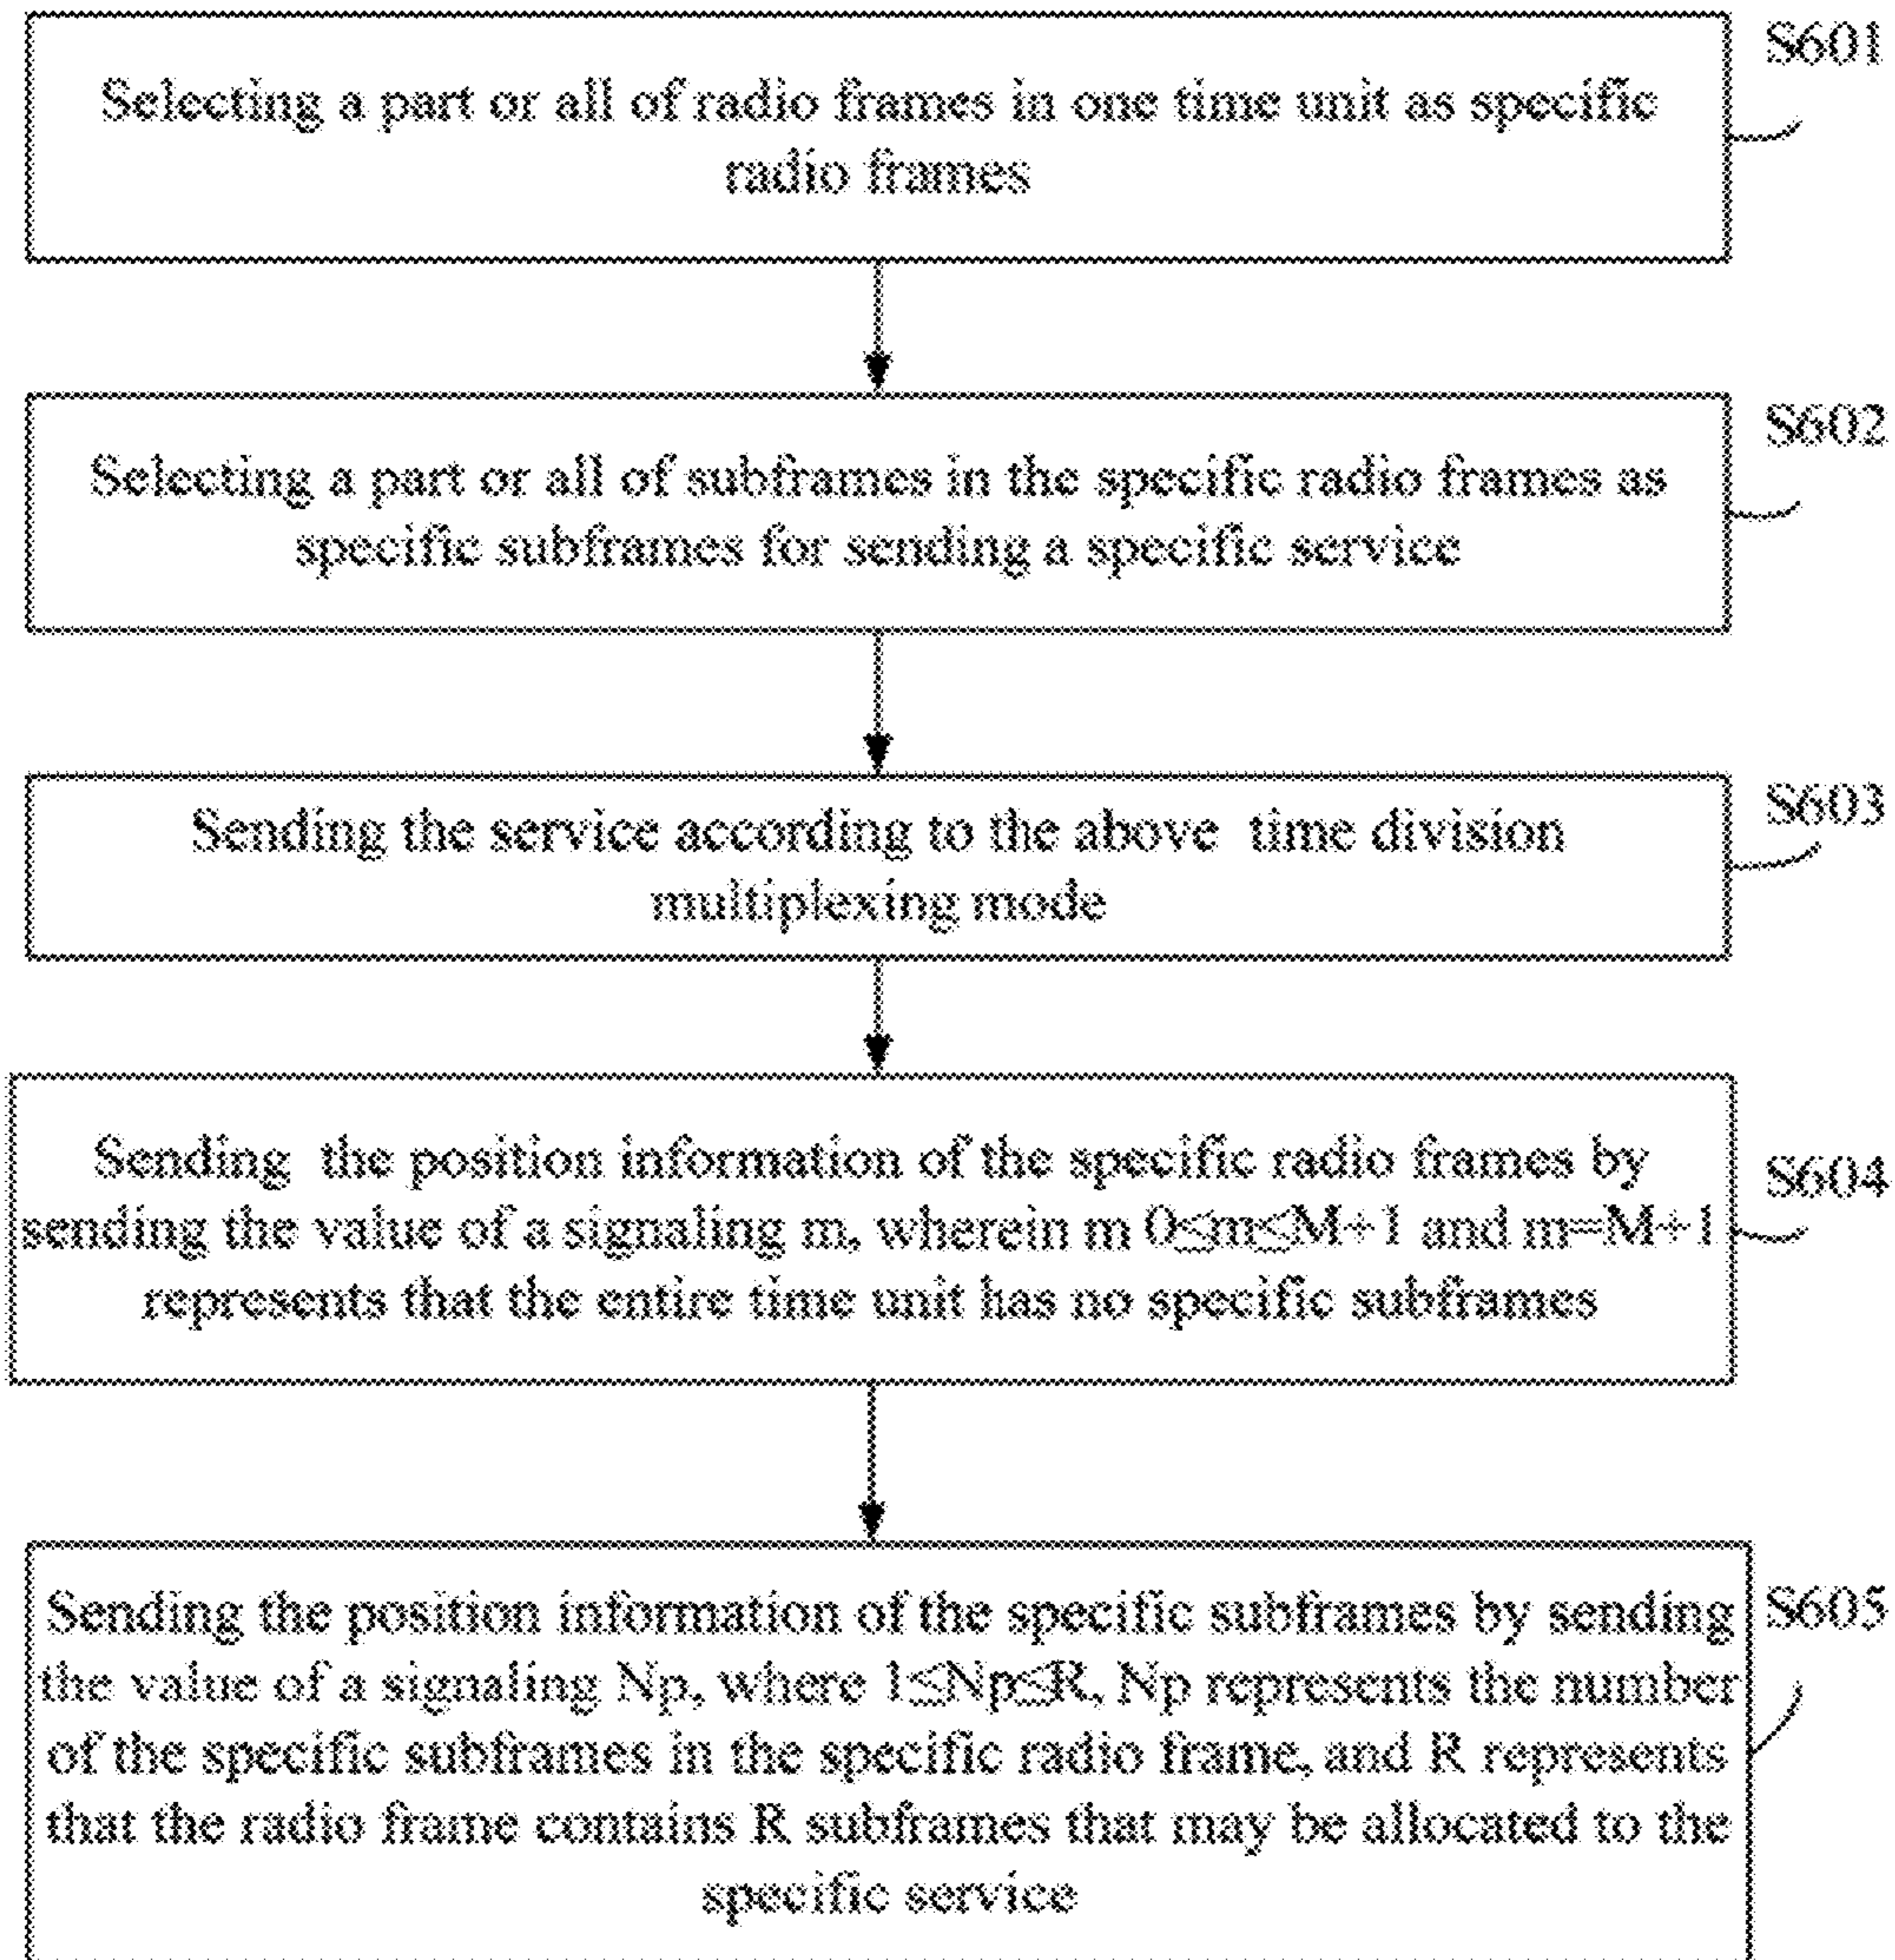 S601
Selecting a part or all of radio frames in one time unit as specific
radio frames
S602
Selecting a part or all of subframes in the specific radio frames as
specific subframes for sending a specific service
S603
Sending the service according to the above time division
multiplexing mode
Sending the position information of the specific radio frames by
S604
sending the value of a signaling m, wherein m 0≤m≤M+1 and m=M+1
represents that the entire time unit has no specific subframes
Sending the position information of the specific subframes by sending
S605
the value of a signaling Np, where 1≤Np≤R, Np represents the number
of the specific subframes in the specific radio frame, and R represents
that the radio frame contains R subframes that may be allocated to the
specific service